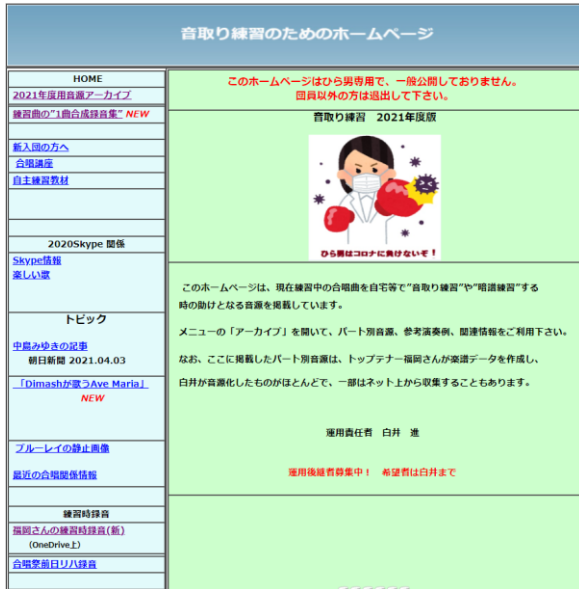 音取り練習のためのホームページ
HOME
2021年度用音源アーカイブ
練習曲の"1曲合成録音集" NEW
新入団の方へ
合唱講座
自主練習教材
2020Skype 関係
Skype情報
楽しい歌
トピック
中島みゆきの記事
朝日新聞 2021.04.03
「Dimashが歌うAve Maria」
NEW
ブルーレイの静止画像
最近の合唱関係情報
練習時録音
福岡さんの練習時録音(新)
(OneDrive上)
合唱祭前日リハ録音
このホームページはひら男専用で、一般公開しておりません。
団員以外の方は退出して下さい。
音取り練習 2021年度版
ひら男はコロナに負けないぞ！
このホームページは、現在練習中の合唱曲を自宅等で"音取り練習"や"暗譜練習"する
時の助けとなる音源を掲載しています。
メニューの「アーカイブ」を開いて、パート別音源、参考演奏例、関連情報をご利用下さい。
なお、ここに掲載したパート別音源は、トップテナー福岡さんが楽譜データを作成し、
白井が音源化したものがほとんどで、一部はネット上から収集することもあります。
運用責任者 白井 進
運用後継者募集中！ 希望者は白井まで